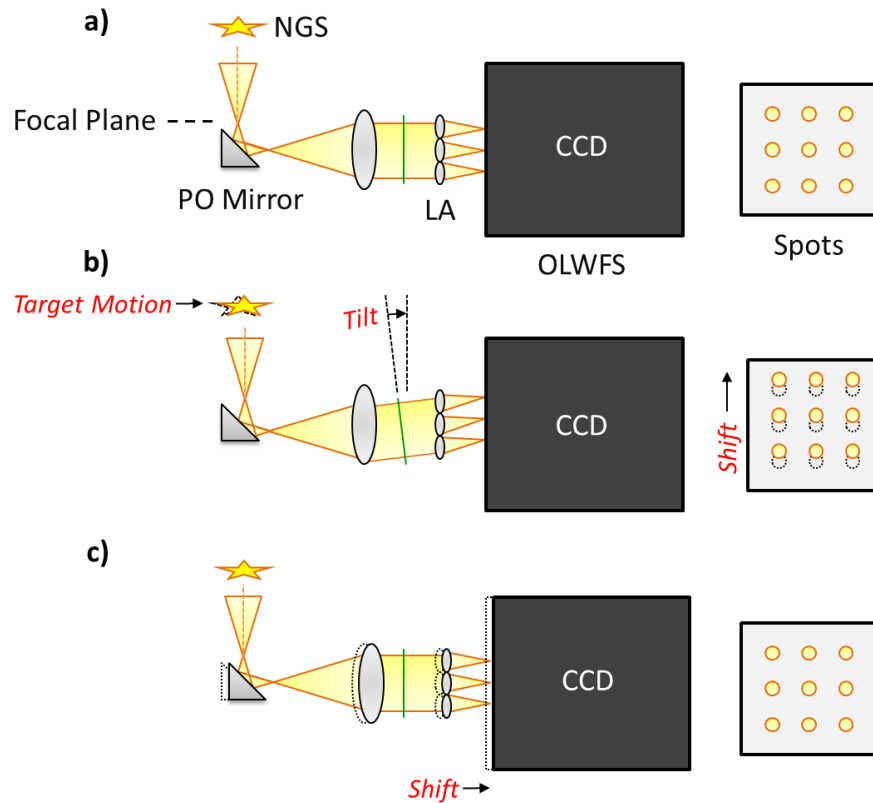 a)
NGS
Focal Plane
PO Mirror
LA
CCD
OLWFS
Spots
b)
Target Motion
Tilt
CCD
Shift
c)
CCD
Shift